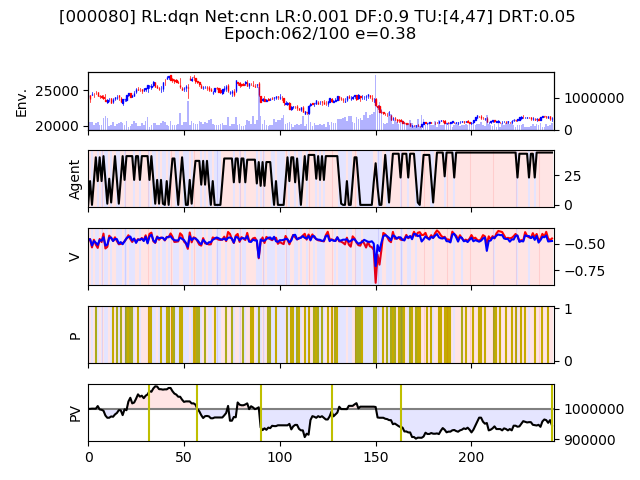 [000080] RL:dqn Net:cnn LR:0.001 DF:0.9 TU:[4,47] DRT:0.05
Epoch:062/100 e=0.38
Env.
25000
20000
1000000
0
Agent
25
0
V
−0.50
−0.75
P
1
0
PV
1000000
900000
0 50 100 150 200